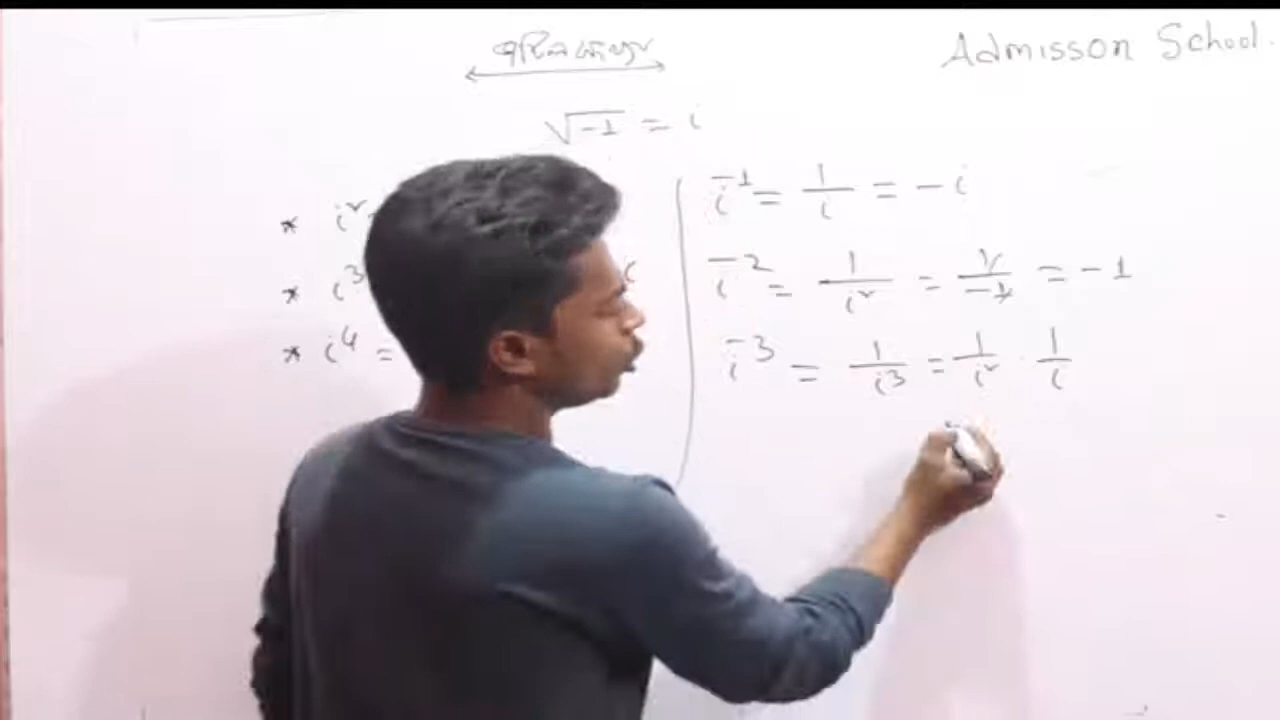 Admisson School.
√-1 = i
* i²
* i³
* i⁴ =
i⁻¹ = 1/i = -i
i⁻² = 1/i² = 1/-1 = -1
i⁻³ = 1/i³ = 1/i² · 1/i